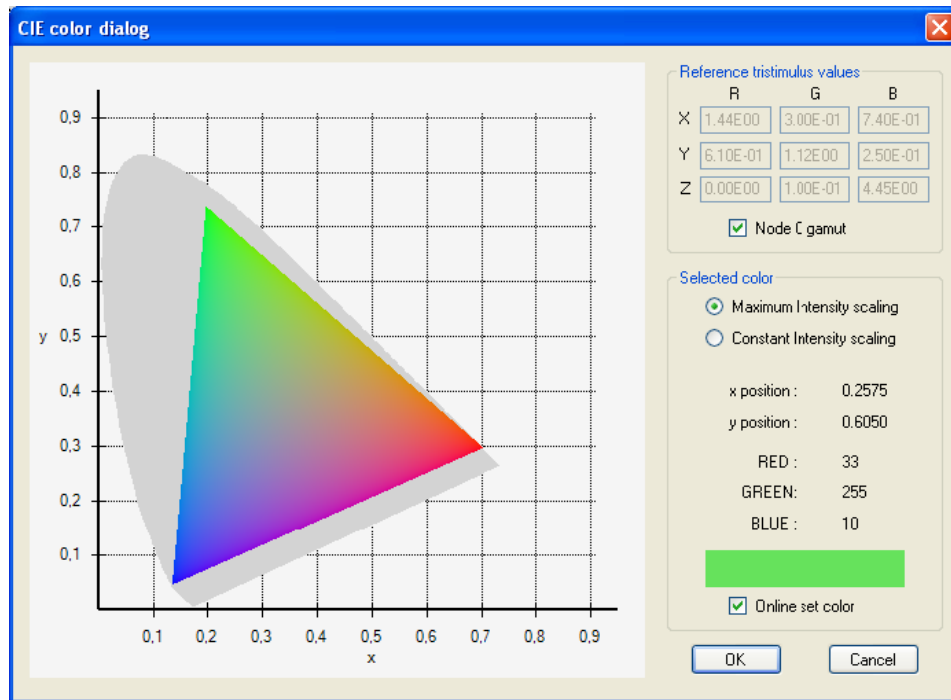 CIE color dialog
0,9
0,8
0,7
0,6
y
0,5
0,4
0,3
0,2
0,1
0,1 0,2 0,3 0,4 0,5 0,6 0,7 0,8 0,9
x
Reference tristimulus values
R G B
X 1.44E00 3.00E-01 7.40E-01
Y 6.10E-01 1.12E00 2.50E-01
Z 0.00E00 1.00E-01 4.45E00
Node C gamut
Selected color
Maximum Intensity scaling
Constant Intensity scaling
x position : 0.2575
y position : 0.6050
RED : 33
GREEN: 255
BLUE : 10
Online set color
OK Cancel